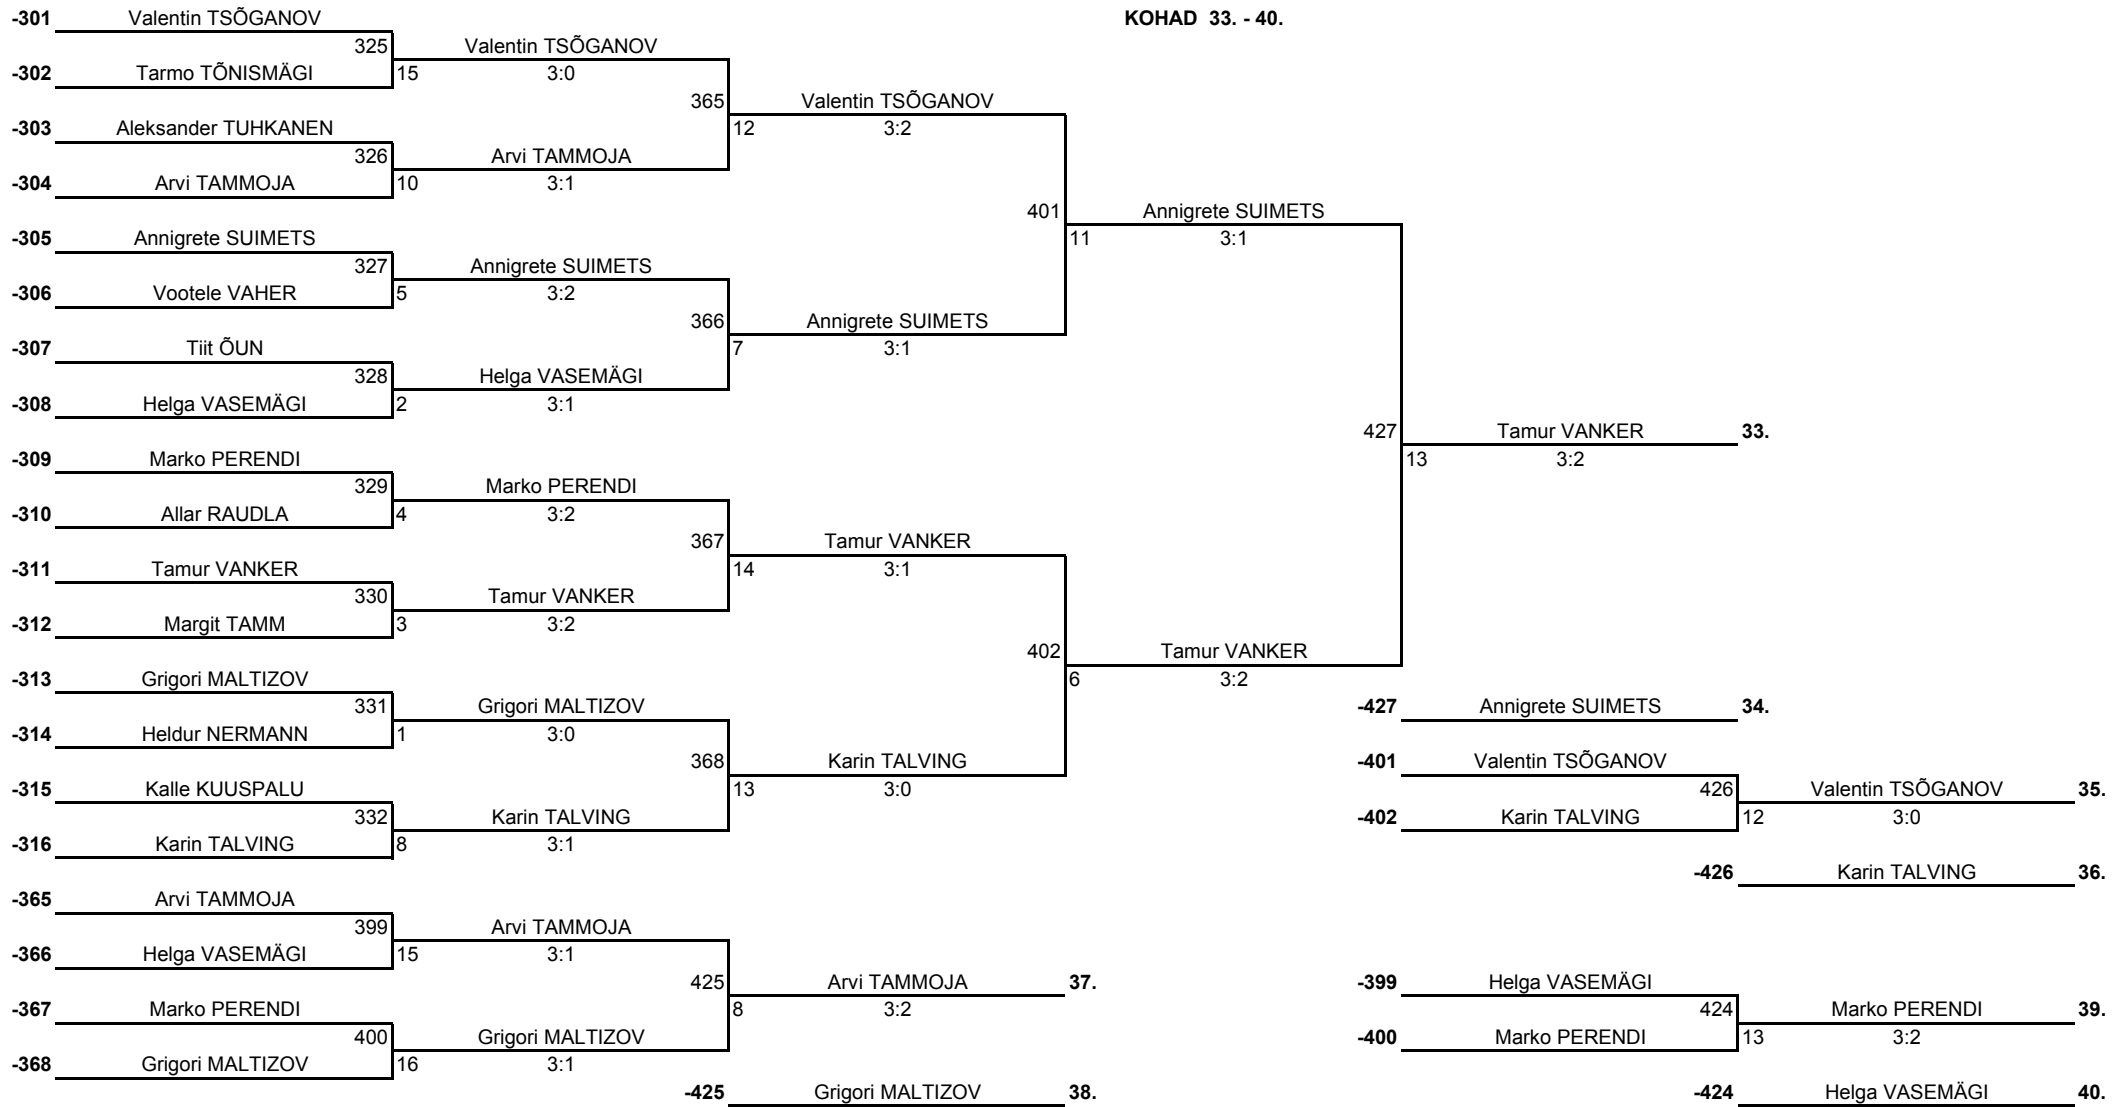 KOHAD 33. - 40.
-301 Valentin TSÕGANOV
325 Valentin TSÕGANOV
-302 Tarmo TÕNISMÄGI 15 3:0
365 Valentin TSÕGANOV
-303 Aleksander TUHKANEN 12 3:2
326 Arvi TAMMOJA
-304 Arvi TAMMOJA 10 3:1
401 Annigrete SUIMETS
-305 Annigrete SUIMETS 11 3:1
327 Annigrete SUIMETS
-306 Vootele VAHER 5 3:2
366 Annigrete SUIMETS
-307 Tiit ÕUN 7 3:1
328 Helga VASEMÄGI
-308 Helga VASEMÄGI 2 3:1
427 Tamur VANKER 33.
-309 Marko PERENDI 13 3:2
329 Marko PERENDI
-310 Allar RAUDLA 4 3:2
367 Tamur VANKER
-311 Tamur VANKER 14 3:1
330 Tamur VANKER
-312 Margit TAMM 3 3:2
402 Tamur VANKER
-313 Grigori MALTIZOV 6 3:2
331 Grigori MALTIZOV -427 Annigrete SUIMETS 34.
-314 Heldur NERMANN 1 3:0
368 Karin TALVING -401 Valentin TSÕGANOV
-315 Kalle KUUSPALU 13 3:0 426 Valentin TSÕGANOV 35.
332 Karin TALVING -402 Karin TALVING 12 3:0
-316 Karin TALVING 8 3:1
-426 Karin TALVING 36.
-365 Arvi TAMMOJA
399 Arvi TAMMOJA
-366 Helga VASEMÄGI 15 3:1
425 Arvi TAMMOJA 37. -399 Helga VASEMÄGI
-367 Marko PERENDI 8 3:2 424 Marko PERENDI 39.
400 Grigori MALTIZOV -400 Marko PERENDI 13 3:2
-368 Grigori MALTIZOV 16 3:1
-425 Grigori MALTIZOV 38. -424 Helga VASEMÄGI 40.